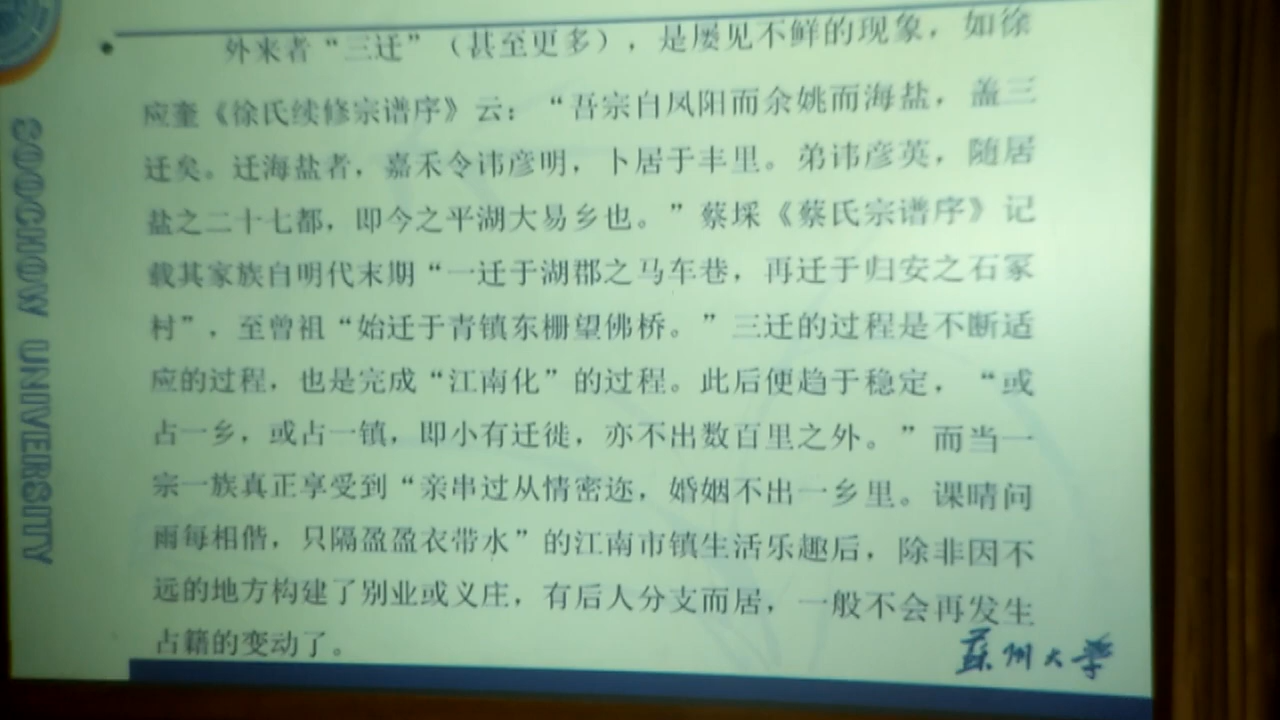 外来者“三迁”（甚至更多），是屡见不鲜的现象，如徐
应奎《徐氏续修宗谱序》云：“吾宗自凤阳而余姚而海盐，盖三
迁矣。迁海盐者，嘉禾令讳彦明，卜居于丰里。弟讳彦英，随居
盐之二十七都，即今之平湖大易乡也。”蔡埰《蔡氏宗谱序》记
载其家族自明代末期“一迁于湖郡之马车巷，再迁于归安之石冢
村”，至曾祖“始迁于青镇东栅望佛桥。”三迁的过程是不断适
应的过程，也是完成“江南化”的过程。此后便趋于稳定，“或
占一乡，或占一镇，即小有迁徙，亦不出数百里之外。”而当一
宗一族真正享受到“亲串过从情密迩，婚姻不出一乡里。课晴问
雨每相偕，只隔盈盈衣带水”的江南市镇生活乐趣后，除非因不
远的地方构建了别业或义庄，有后人分支而居，一般不会再发生
占籍的变动了。
SOOCHOW UNIVERSITY
蘇州大學